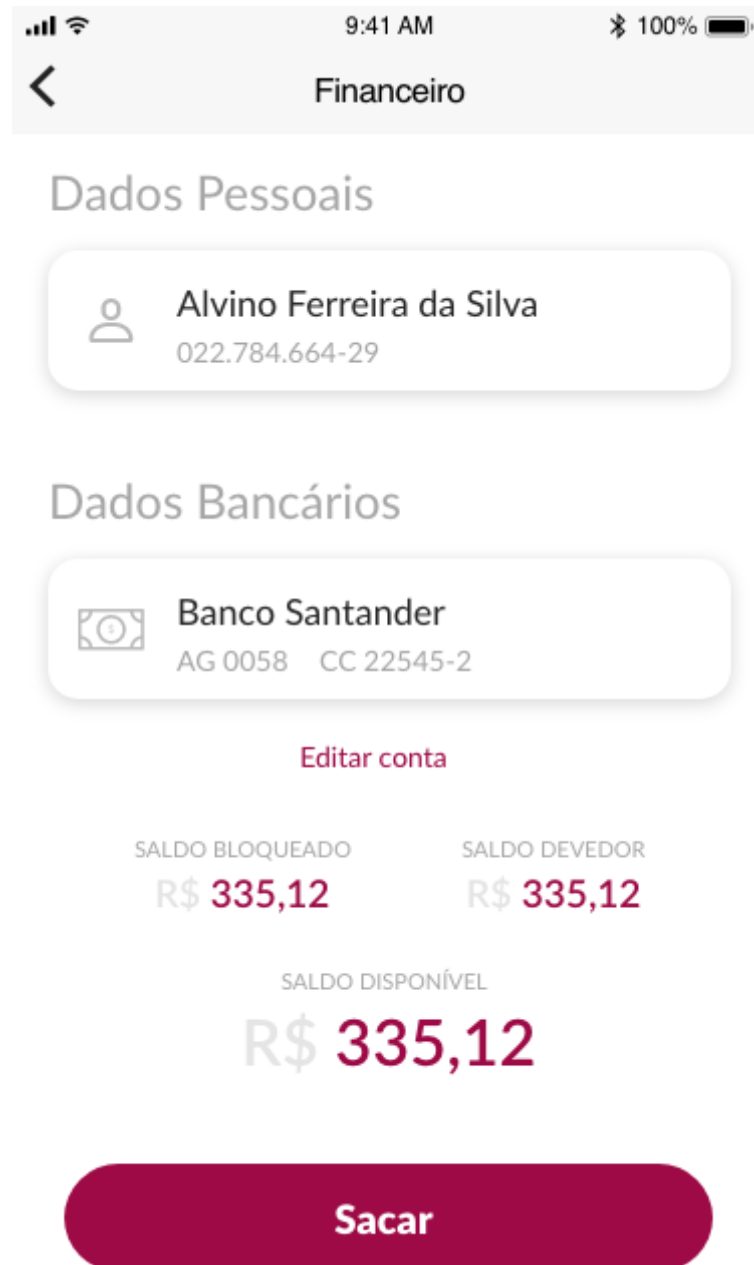 9:41 AM 100%
Financeiro
Dados Pessoais
Alvino Ferreira da Silva
022.784.664-29
Dados Bancários
$
Banco Santander
AG 0058 CC 22545-2
Editar conta
SALDO BLOQUEADO SALDO DEVEDOR
R$ 335,12 R$ 335,12
SALDO DISPONÍVEL
R$ 335,12
Sacar